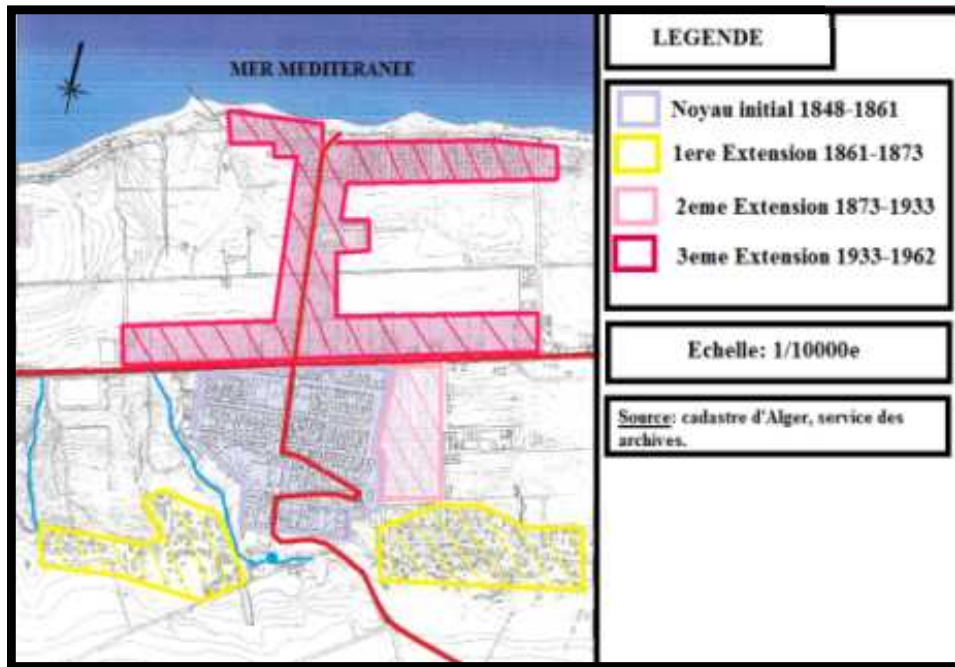 MER MEDITERANEE
LEGENDE
Noyau initial 1848-1861
1ere Extension 1861-1873
2eme Extension 1873-1933
3eme Extension 1933-1962
Echelle: 1/10000e
Source: cadastre d'Alger, service des
archives.